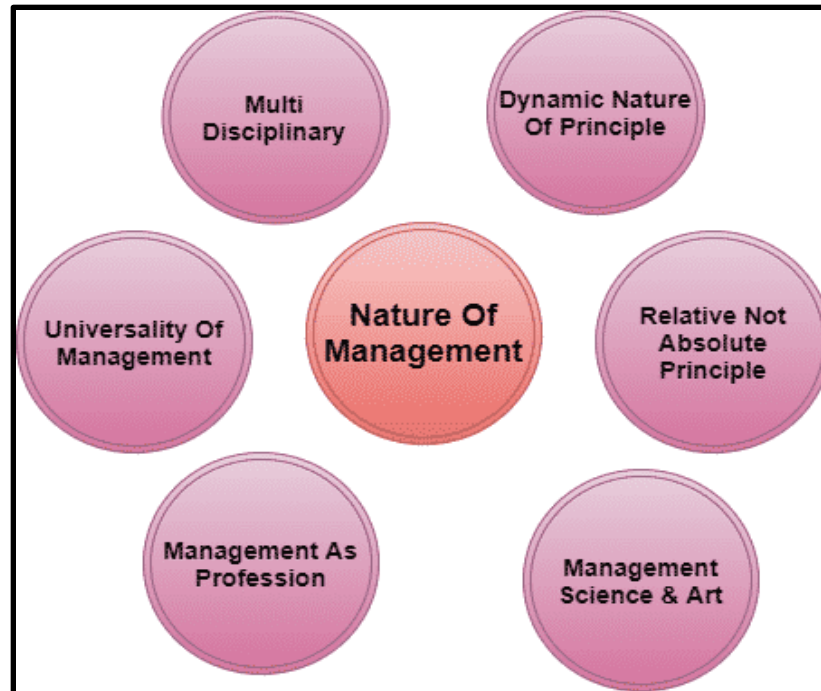 Multi
Disciplinary
Dynamic Nature
Of Principle
Universality Of
Management
Nature Of
Management
Relative Not
Absolute
Principle
Management As
Profession
Management
Science & Art